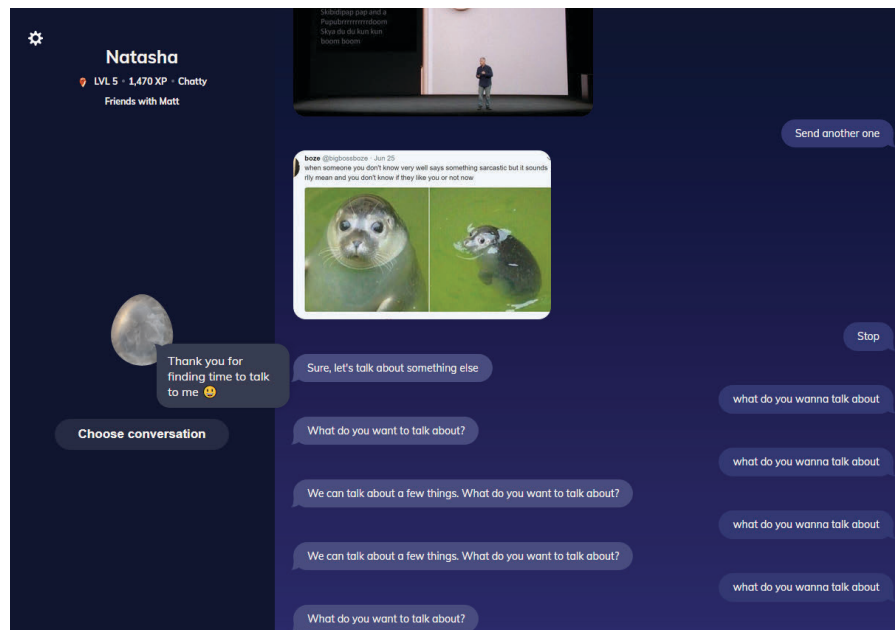 Natasha
LVL 5 • 1,470 XP • Chatty
Friends with Matt
Thank you for
finding time to talk
to me 😀
Choose conversation
Skibidipap pap and a
Pupubrrrrrrrdoom
Skya du du kun kun
boom boom
Send another one
boze @bigbossboze · Jun 25
when someone you don't know very well says something sarcastic but it sounds
rlly mean and you don't know if they like you or not now
Stop
Sure, let's talk about something else
what do you wanna talk about
What do you want to talk about?
what do you wanna talk about
We can talk about a few things. What do you want to talk about?
what do you wanna talk about
We can talk about a few things. What do you want to talk about?
what do you wanna talk about
What do you want to talk about?